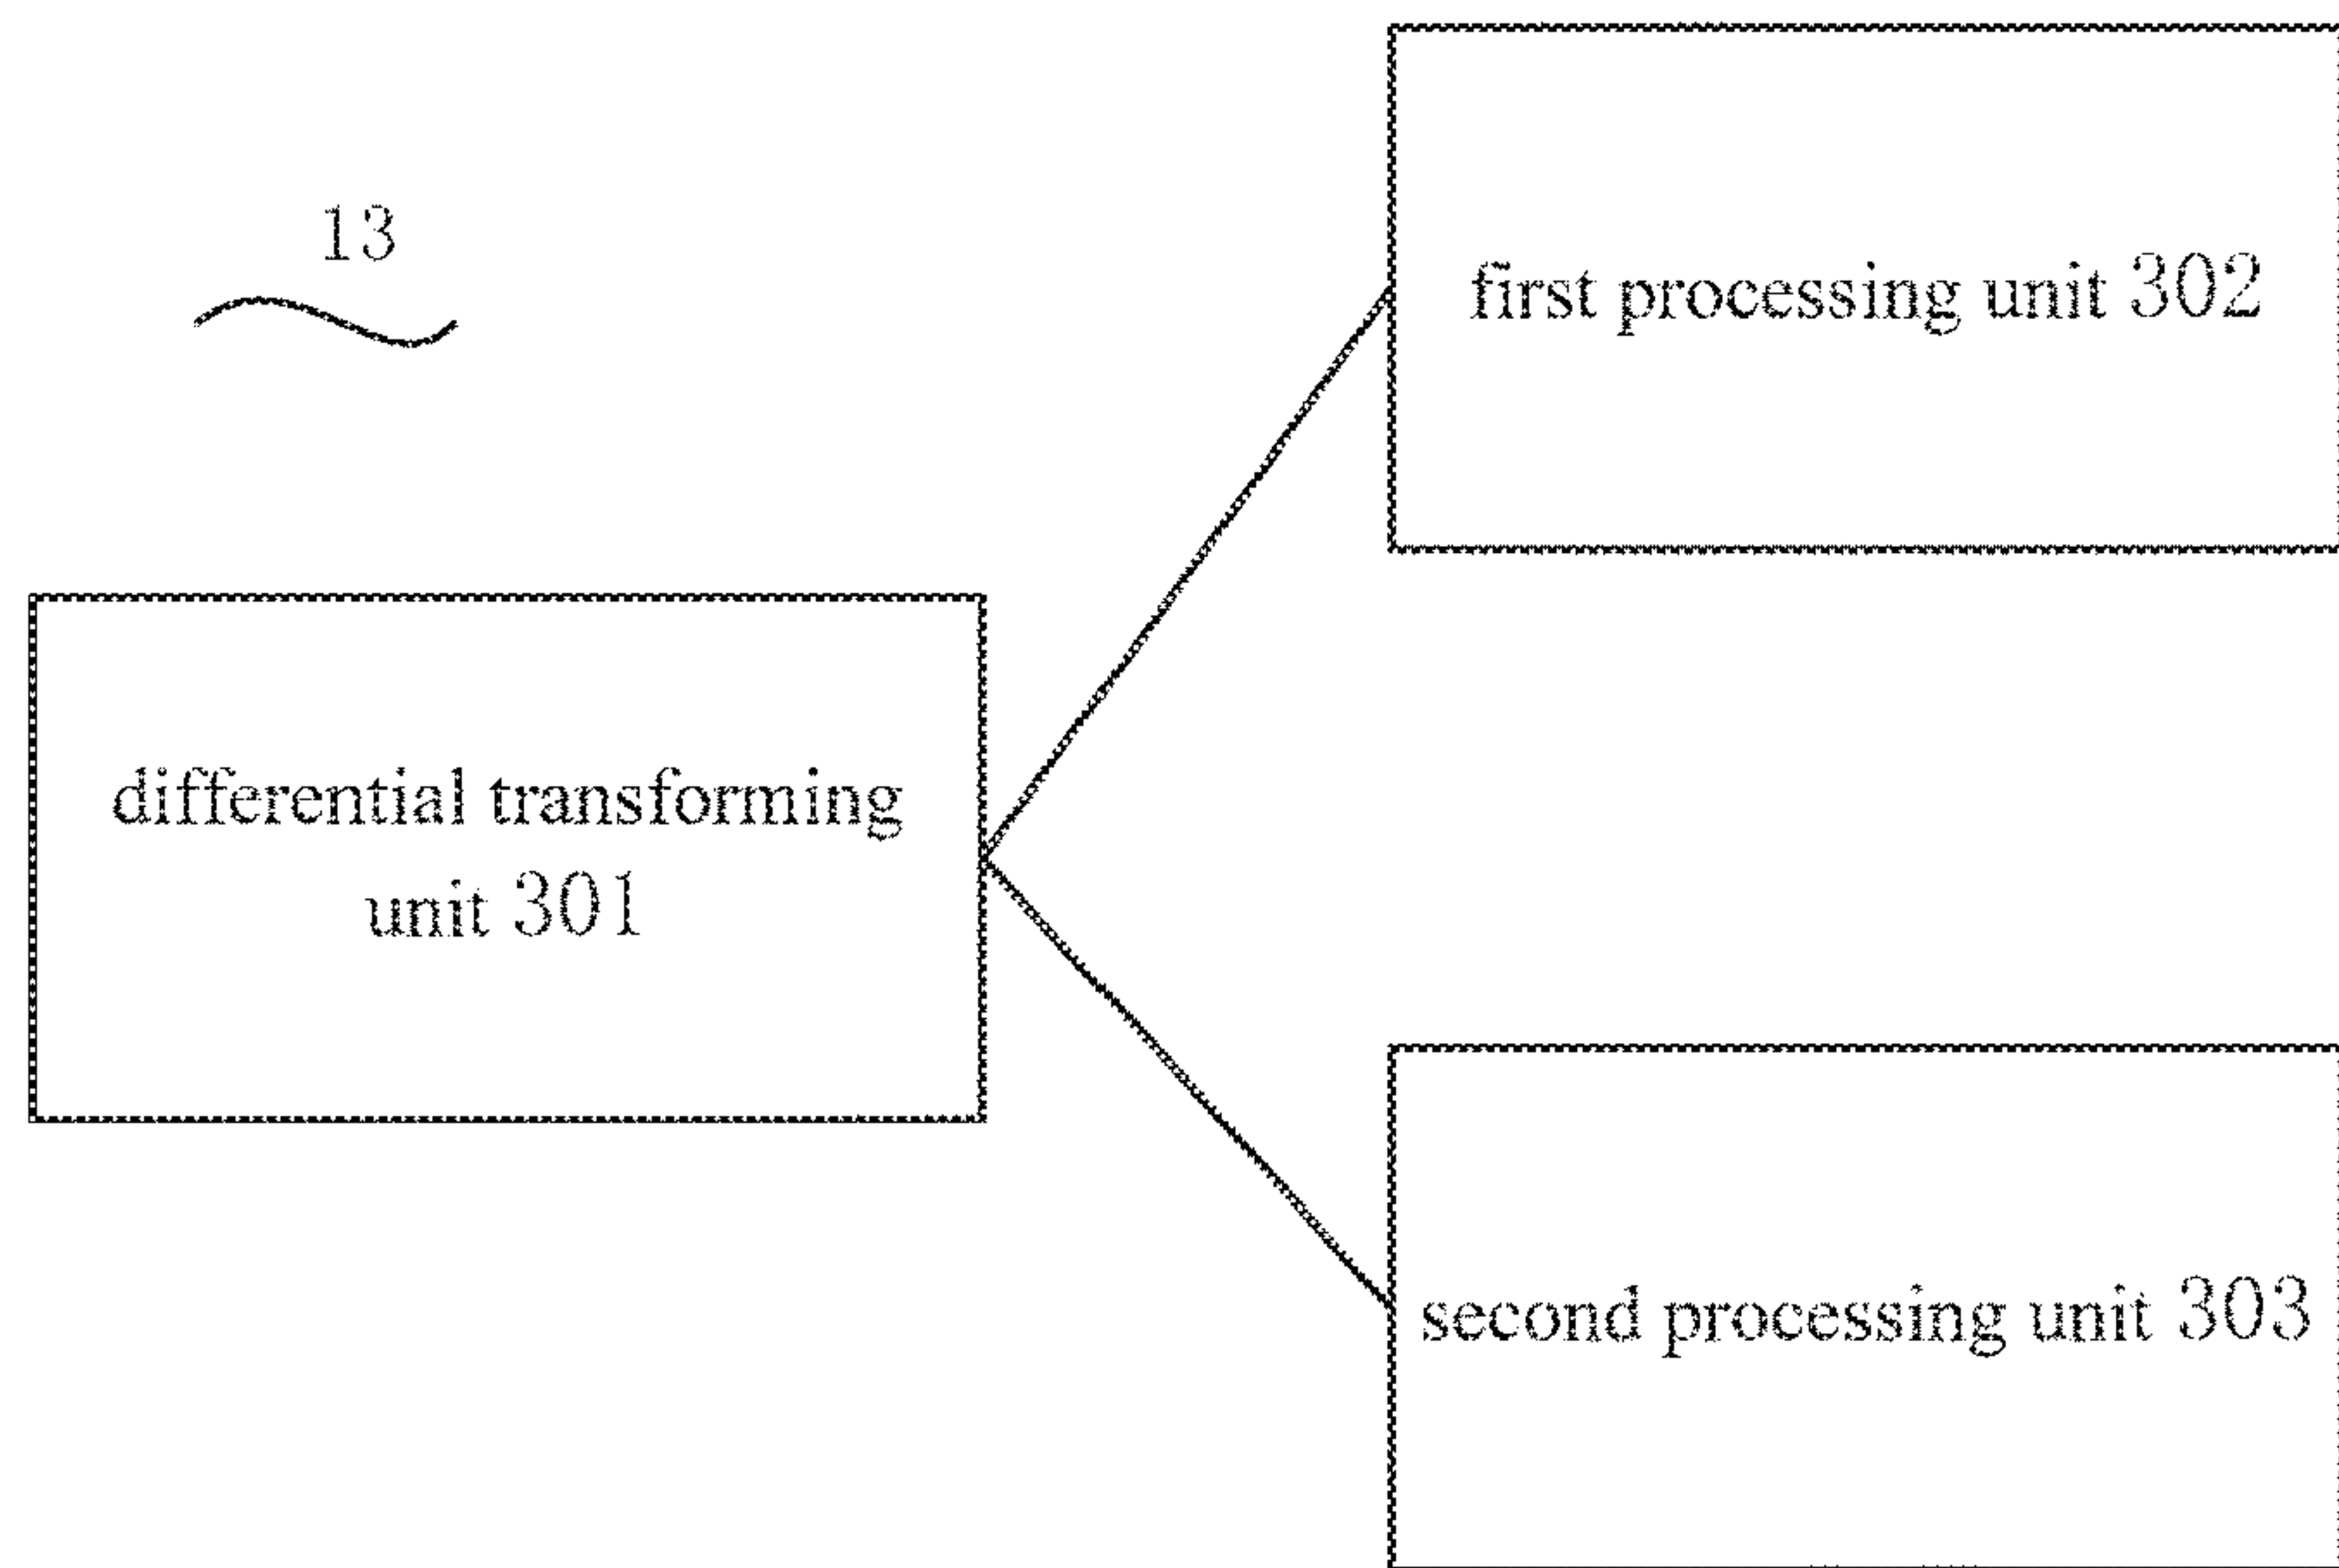 13
first processing unit 302
differential transforming
unit 301
second processing unit 303